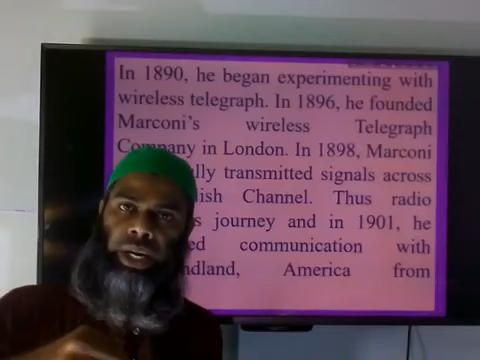 In 1890, he began experimenting with
wireless telegraph. In 1896, he founded
Marconi's wireless Telegraph
Company in London. In 1898, Marconi
transmitted signals across
Channel. Thus radio
journey and in 1901, he
communication with
America from